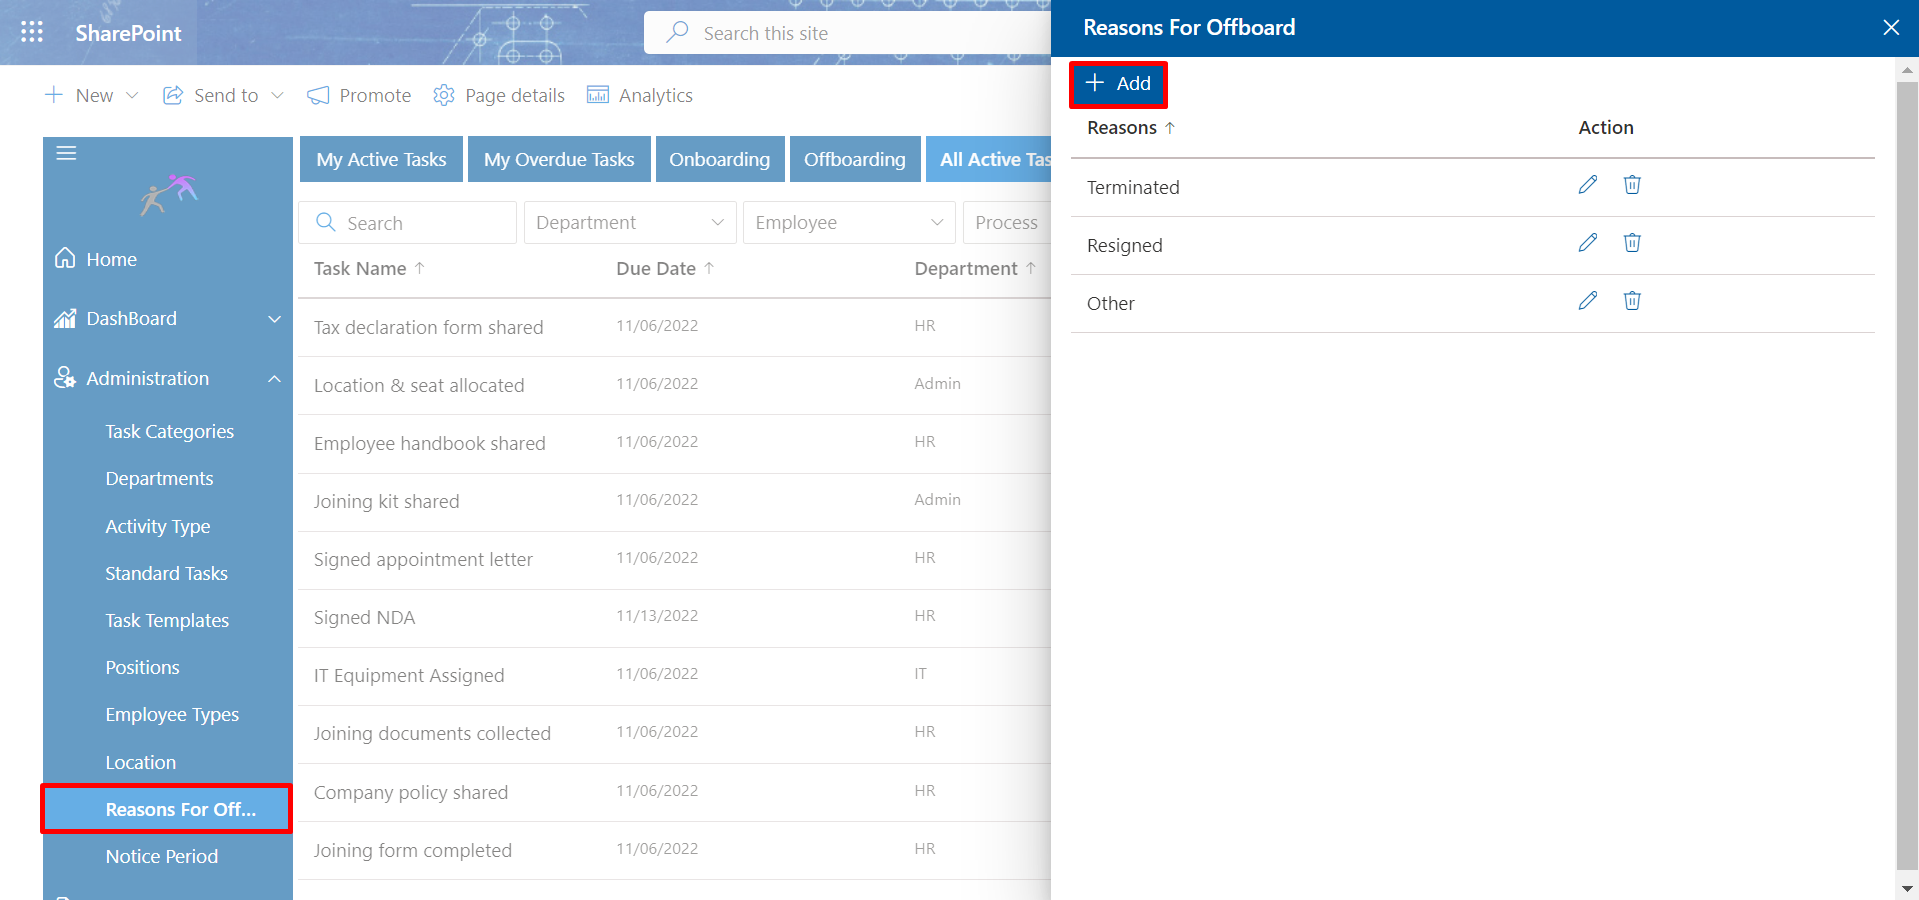 SharePoint
Search this site
New
Send to
Promote
Page details
Analytics
Home
DashBoard
Administration
Task Categories
Departments
Activity Type
Standard Tasks
Task Templates
Positions
Employee Types
Location
Reasons For Off...
Notice Period
My Active Tasks
My Overdue Tasks
Onboarding
Offboarding
All Active Tas
Search
Department
Employee
Process
Task Name ↑ Due Date ↑ Department ↑
Tax declaration form shared 11/06/2022 HR
Location & seat allocated 11/06/2022 Admin
Employee handbook shared 11/06/2022 HR
Joining kit shared 11/06/2022 Admin
Signed appointment letter 11/06/2022 HR
Signed NDA 11/13/2022 HR
IT Equipment Assigned 11/06/2022 IT
Joining documents collected 11/06/2022 HR
Company policy shared 11/06/2022 HR
Joining form completed 11/06/2022 HR
Reasons For Offboard
Add
Reasons ↑ Action
Terminated
Resigned
Other